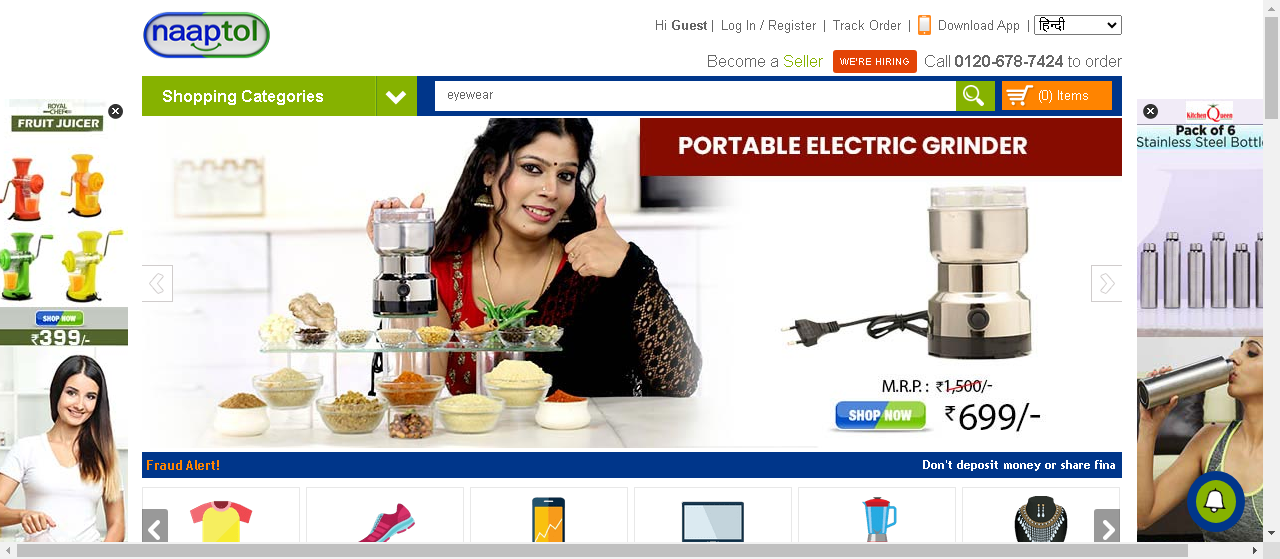 naaptol
Hi Guest | Log In / Register | Track Order | Download App | हिन्दी
Become a Seller WE'RE HIRING Call 0120-678-7424 to order
Shopping Categories
eyewear
(0) Items
ROYAL CHEF
FRUIT JUICER
SHOP NOW
₹399/-
PORTABLE ELECTRIC GRINDER
M.R.P.: ₹1,500/-
SHOP NOW ₹699/-
Kitchen Queen
Pack of 6
Stainless Steel Bottl
Fraud Alert!
Don't deposit money or share fina